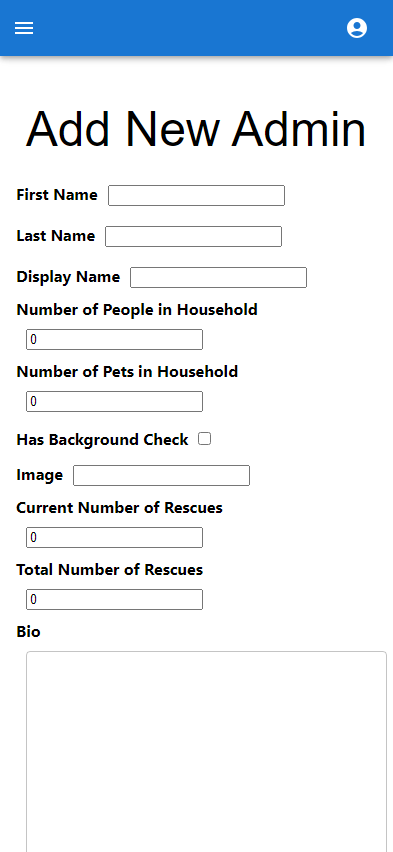 Add New Admin
First Name
Last Name
Display Name
Number of People in Household
0
Number of Pets in Household
0
Has Background Check
Image
Current Number of Rescues
0
Total Number of Rescues
0
Bio